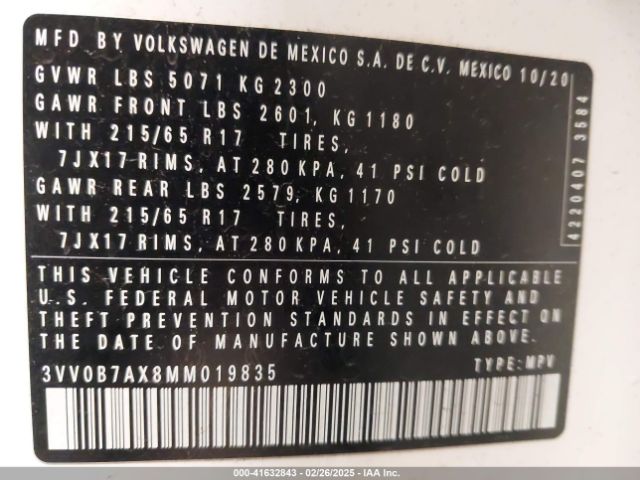 MFD BY VOLKSWAGEN DE MEXICO S.A. DE C.V. MEXICO 10/20
GVWR LBS 5071 KG 2300
GAWR FRONT LBS 2601, KG 1180
WITH 215/65 R17 TIRES,
7JX17 RIMS, AT 280 KPA, 41 PSI COLD
GAWR REAR LBS 2579, KG 1170
WITH 215/65 R17 TIRES,
7JX17 RIMS, AT 280 KPA, 41 PSI COLD
THIS VEHICLE CONFORMS TO ALL APPLICABLE
U.S. FEDERAL MOTOR VEHICLE SAFETY AND
THEFT PREVENTION STANDARDS IN EFFECT ON
THE DATE OF MANUFACTURE SHOWN ABOVE.
3VV0B7AX8MM019835 TYPE: MPV
4220407 3584
000-41632843 - 02/26/2025 - IAA Inc.